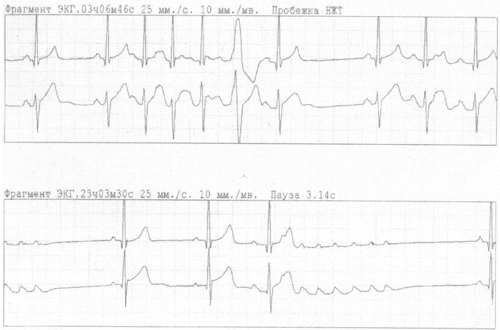 Фрагмент ЭКГ.03ч06м46с 25 мм./с. 10 мм./мв. Пробежка НЖТ
Фрагмент ЭКГ.23ч03м30с 25 мм./с. 10 мм./мв. Пауза 3.14с